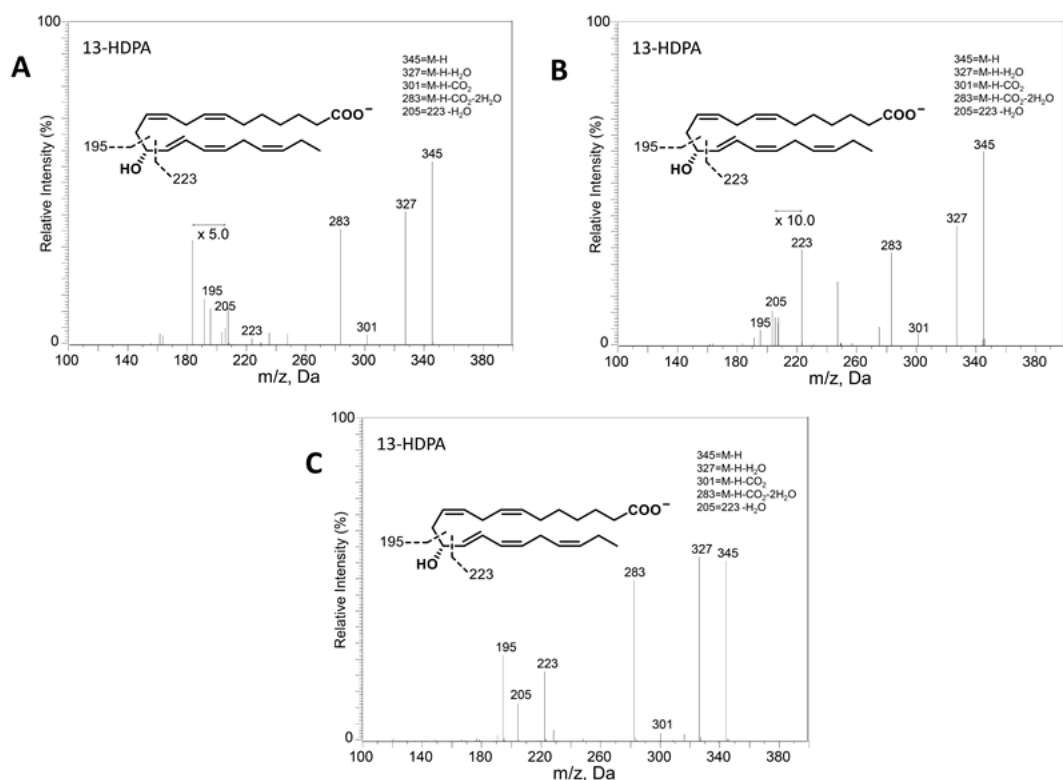 A
13-HDPA
345=M-H
327=M-H-H₂O
301=M-H-CO₂
283=M-H-CO₂-2H₂O
205=223 -H₂O
COO⁻
195
HO
223
x 5.0
195
205
223
283
301
327
345
Relative Intensity (%)
100
0
100 140 180 220 260 300 340 380
m/z, Da
B
13-HDPA
345=M-H
327=M-H-H₂O
301=M-H-CO₂
283=M-H-CO₂-2H₂O
205=223 -H₂O
COO⁻
195
HO
223
x 10.0
195
205
223
283
301
327
345
Relative Intensity (%)
100
0
100 140 180 220 260 300 340 380
m/z, Da
C
13-HDPA
345=M-H
327=M-H-H₂O
301=M-H-CO₂
283=M-H-CO₂-2H₂O
205=223 -H₂O
COO⁻
195
HO
223
195
205
223
283
301
327
345
Relative Intensity (%)
100
0
100 140 180 220 260 300 340 380
m/z, Da